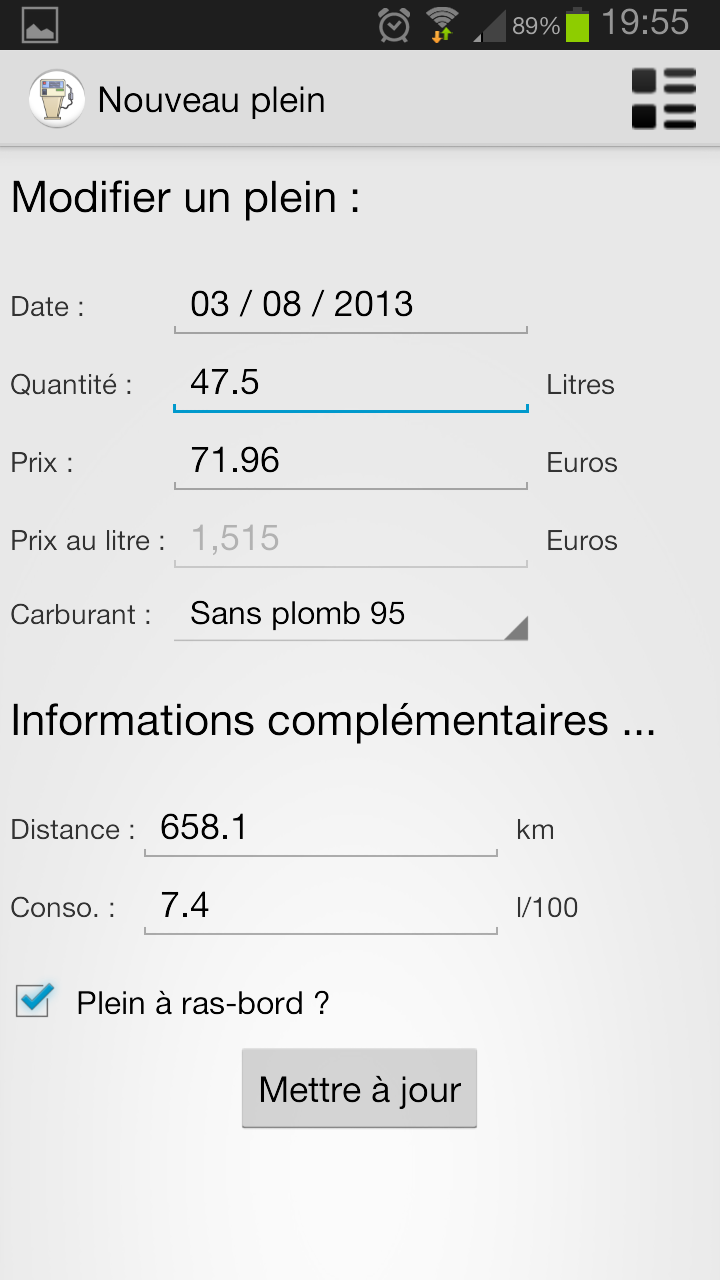 89% 19:55
Nouveau plein
Modifier un plein :
Date : 03 / 08 / 2013
Quantité : 47.5 Litres
Prix : 71.96 Euros
Prix au litre : 1,515 Euros
Carburant : Sans plomb 95
Informations complémentaires ...
Distance : 658.1 km
Conso. : 7.4 l/100
Plein à ras-bord ?
Mettre à jour